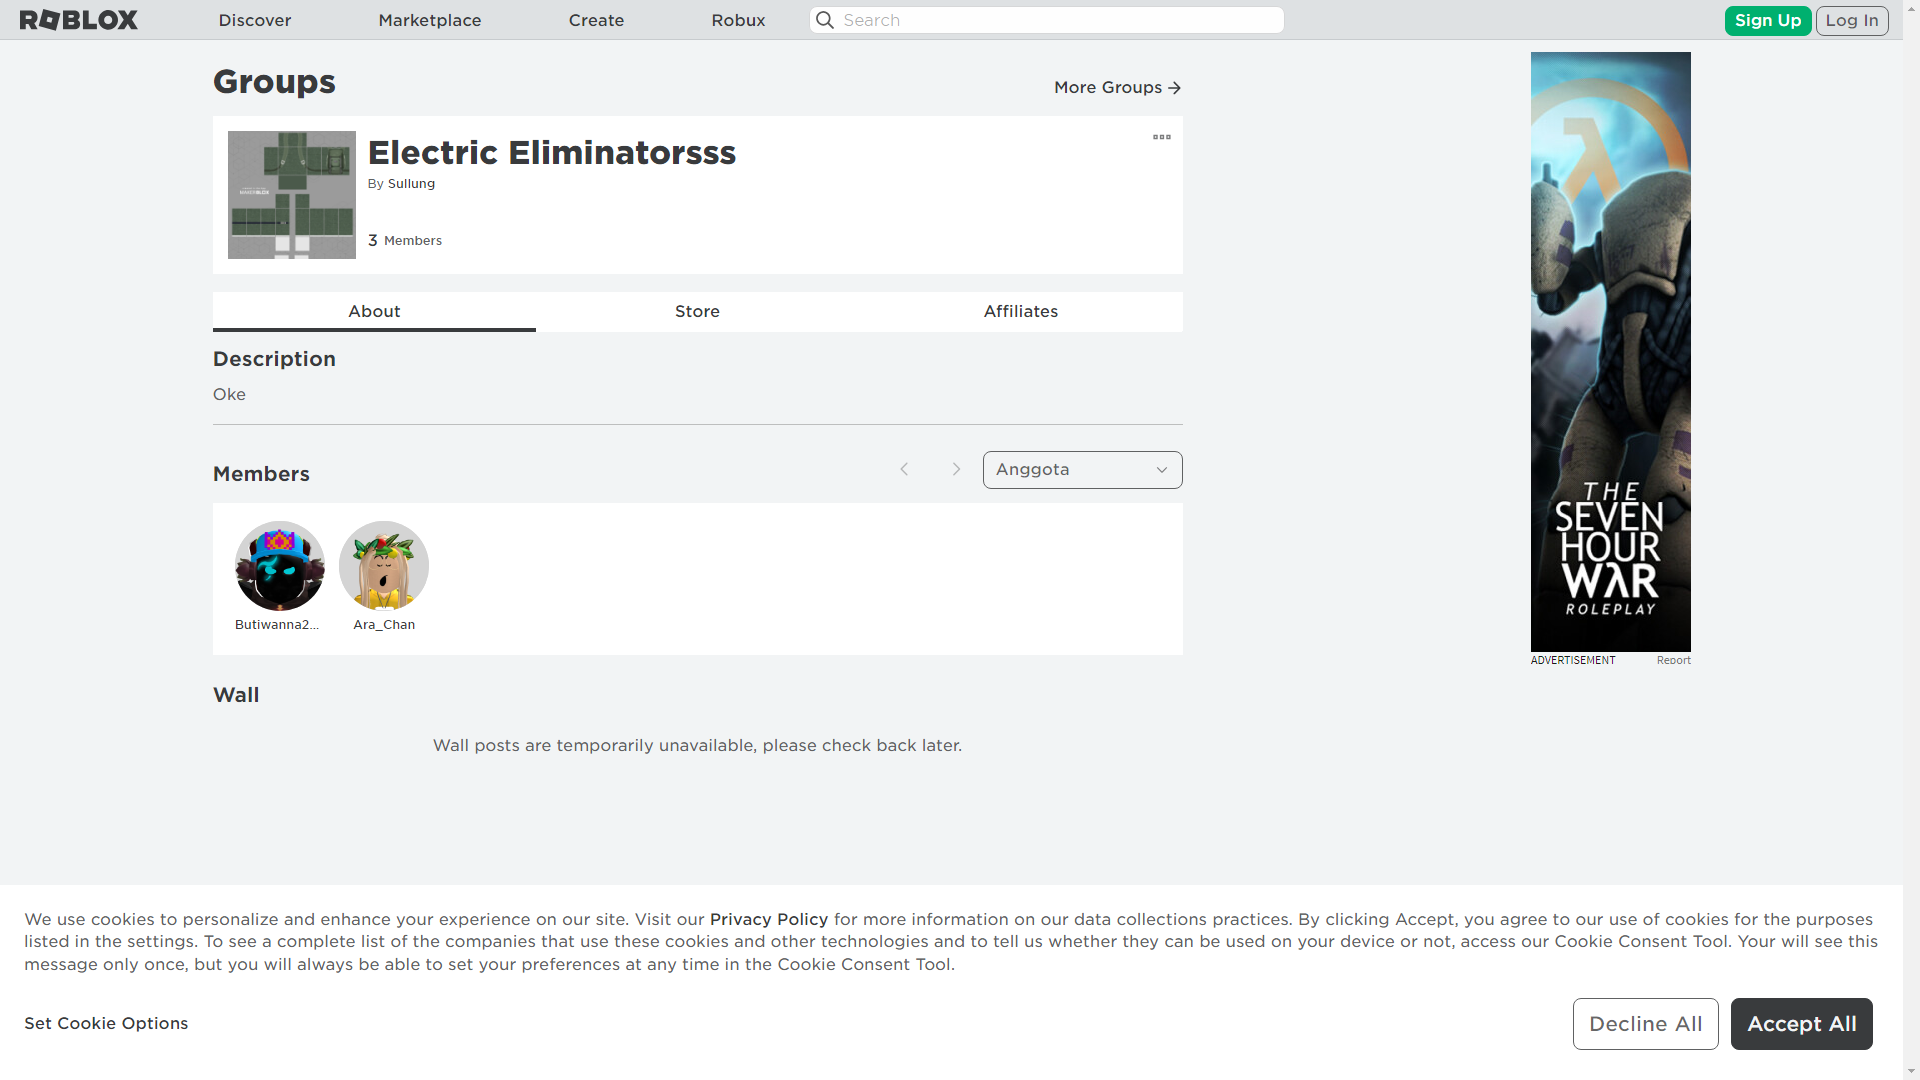 ROBLOX
Discover
Marketplace
Create
Robux
Search
Sign Up
Log In
Groups
More Groups
Electric Eliminatorsss
By Sullung
3 Members
About
Store
Affiliates
Description
Oke
Members
Anggota
Butiwanna2...
Ara_Chan
Wall
Wall posts are temporarily unavailable, please check back later.
THE
SEVEN
HOUR
WAR
ROLEPLAY
ADVERTISEMENT
Report
We use cookies to personalize and enhance your experience on our site. Visit our Privacy Policy for more information on our data collections practices. By clicking Accept, you agree to our use of cookies for the purposes
listed in the settings. To see a complete list of the companies that use these cookies and other technologies and to tell us whether they can be used on your device or not, access our Cookie Consent Tool. Your will see this
message only once, but you will always be able to set your preferences at any time in the Cookie Consent Tool.
Set Cookie Options
Decline All
Accept All